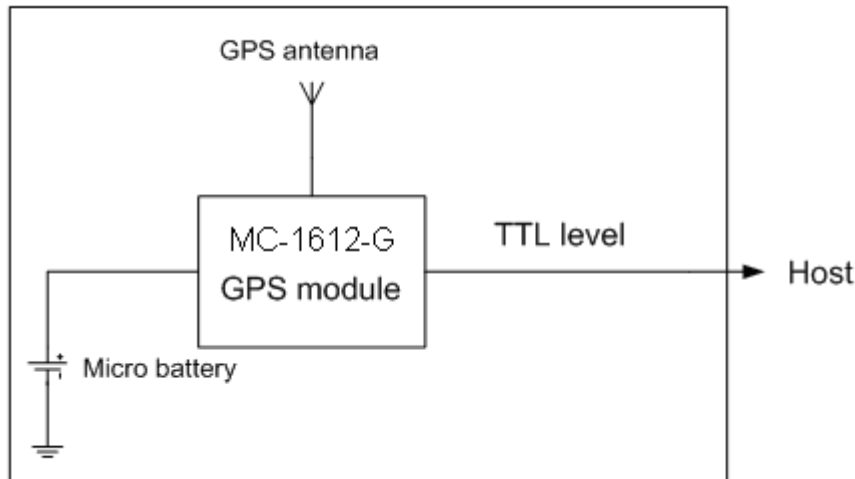 GPS antenna
MC-1612-G
GPS module
TTL level
Host
Micro battery